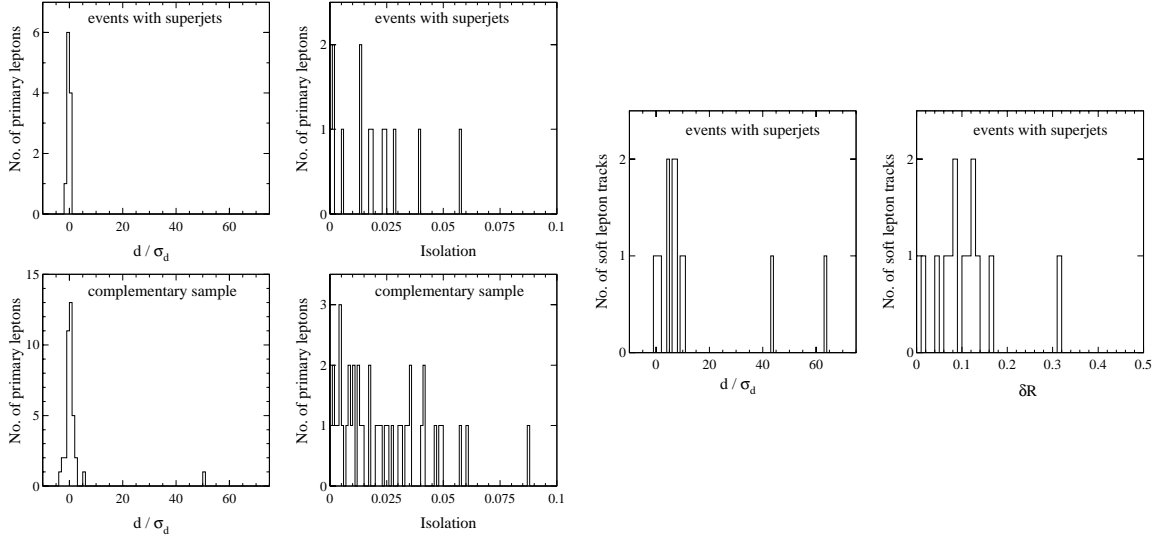 events with superjets
No. of primary leptons
6
4
2
0
0 20 40 60
d / σd
events with superjets
No. of primary leptons
2
1
0
0 0.025 0.05 0.075 0.1
Isolation
complementary sample
No. of primary leptons
15
10
5
0
0 20 40 60
d / σd
complementary sample
No. of primary leptons
3
2
1
0
0 0.025 0.05 0.075 0.1
Isolation
events with superjets
No. of soft lepton tracks
2
1
0
0 20 40 60
d / σd
events with superjets
No. of soft lepton tracks
2
1
0
0 0.1 0.2 0.3 0.4 0.5
δR